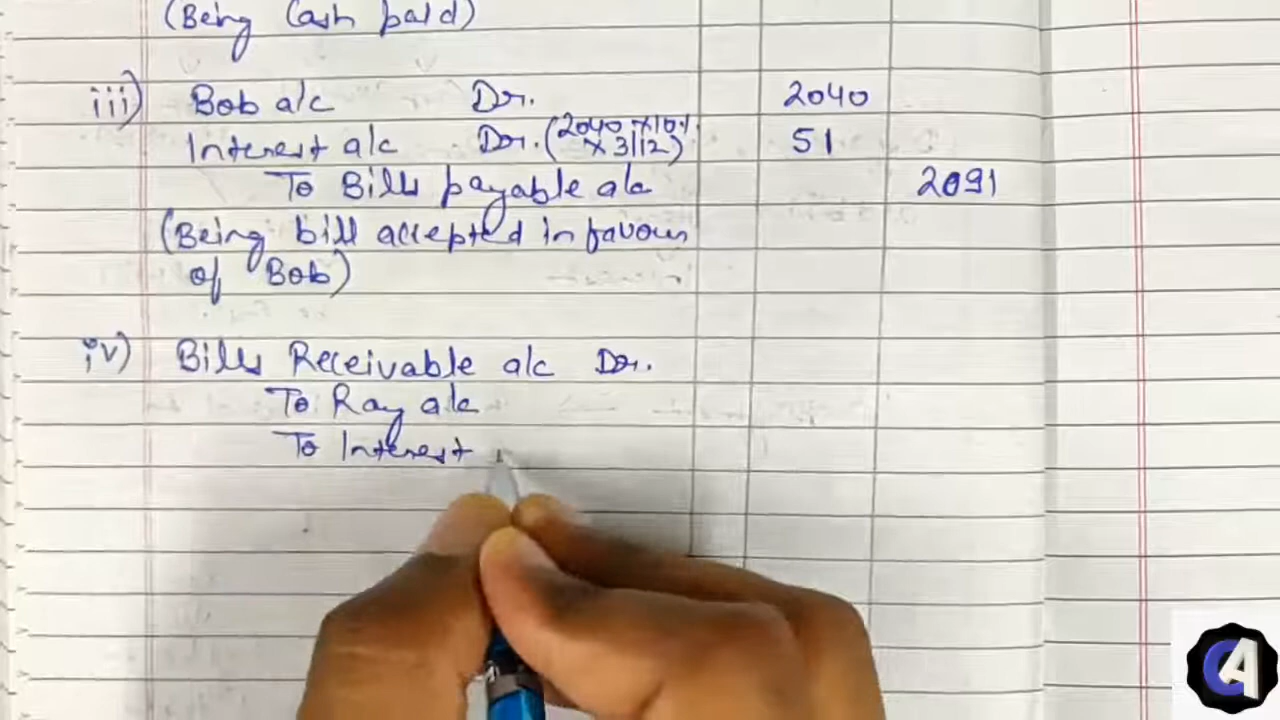 (Being Cash paid)
iii) Bob a/c Dr. 2040
Interest a/c Dr. (2040 x 10% x 3/12) 51
To Bills payable a/c 2091
(Being bill accepted in favour
of Bob)
iv) Bills Receivable a/c Dr.
To Ray a/c
To Interest
CA